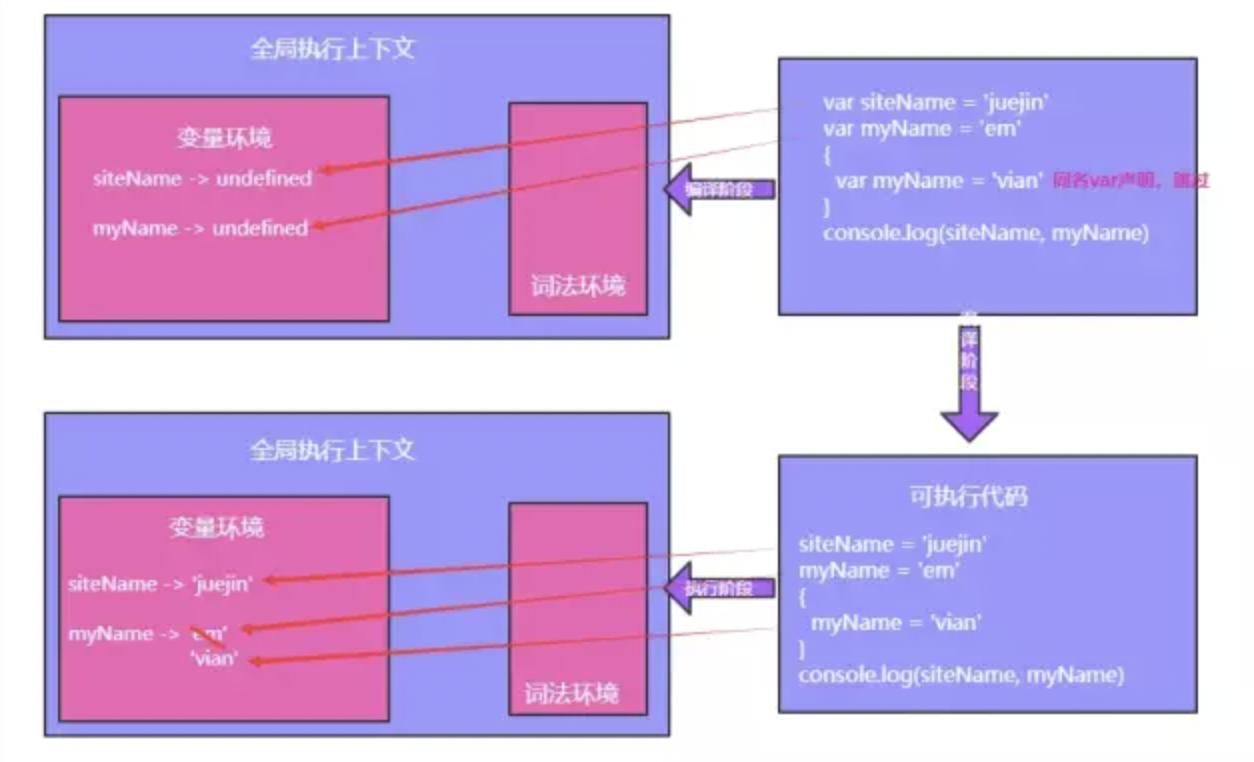 全局执行上下文
变量环境
siteName -> undefined
myName -> undefined
词法环境
编译阶段
var siteName = 'juejin'
var myName = 'em'
{
var myName = 'vian' 同名var声明，跳过
}
console.log(siteName, myName)
译阶段
全局执行上下文
变量环境
siteName -> 'juejin'
myName -> 'em'
'vian'
词法环境
执行阶段
可执行代码
siteName = 'juejin'
myName = 'em'
{
myName = 'vian'
}
console.log(siteName, myName)